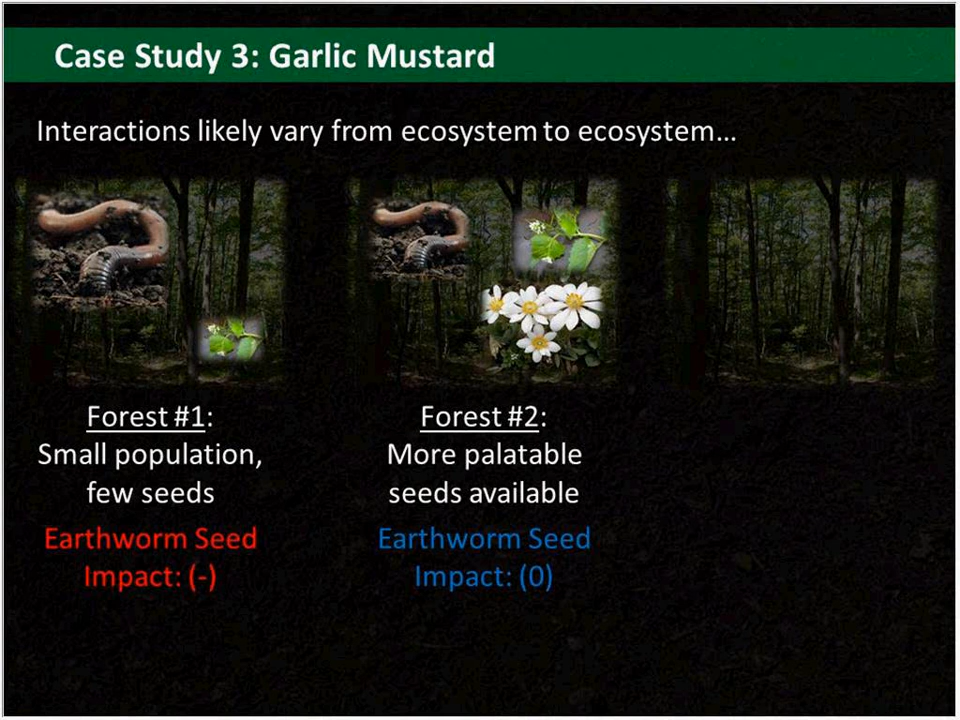 Case Study 3: Garlic Mustard
Interactions likely vary from ecosystem to ecosystem…
Forest #1:
Small population,
few seeds
Earthworm Seed
Impact: (-)
Forest #2:
More palatable
seeds available
Earthworm Seed
Impact: (0)